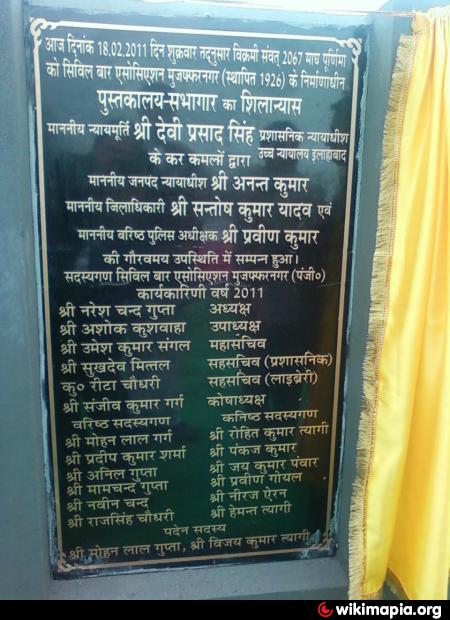 आज दिनांक 18.02.2011 दिन शुक्रवार तद्नुसार विक्रमी संवत् 2067 माघ पूर्णिमा
को सिविल बार एसोसिएशन मुजफ्फरनगर (स्थापित 1926) के निर्माणाधीन
पुस्तकालय-सभागार का शिलान्यास
माननीय न्यायमूर्ति श्री देवी प्रसाद सिंह प्रशासनिक न्यायाधीश
के कर कमलों द्वारा उच्च न्यायालय इलाहाबाद
माननीय जनपद न्यायाधीश श्री अनन्त कुमार
माननीय जिलाधिकारी श्री सन्तोष कुमार यादव एवं
माननीय वरिष्ठ पुलिस अधीक्षक श्री प्रवीण कुमार
की गौरवमय उपस्थिति में सम्पन हुआ।
सदस्यगण सिविल बार एसोसिएशन मुजफ्फरनगर (पंजी०)
कार्यकारिणी वर्ष 2011
श्री नरेश चन्द गुप्ता अध्यक्ष
श्री अशोक कुशवाहा उपाध्यक्ष
श्री उमेश कुमार संगल महासचिव
श्री सुखदेव मित्तल सहसचिव (प्रशासनिक)
कु० रीटा चौधरी सहसचिव (लाइब्रेरी)
श्री संजीव कुमार गर्ग कोषाध्यक्ष
वरिष्ठ सदस्यगण कनिष्ठ सदस्यगण
श्री मोहन लाल गर्ग श्री रोहित कुमार त्यागी
श्री प्रदीप कुमार शर्मा श्री पंकज कुमार
श्री अनिल गुप्ता श्री जय कुमार पंवार
श्री मामचन्द गुप्ता श्री प्रवीण गोयल
श्री नवीन चन्द्र श्री नीरज ऐरन
श्री राजसिंह चौधरी श्री हेमन्त त्यागी
पदेन सदस्य
श्री मोहन लाल गुप्ता, श्री विजय कुमार त्यागी
wikimapia.org